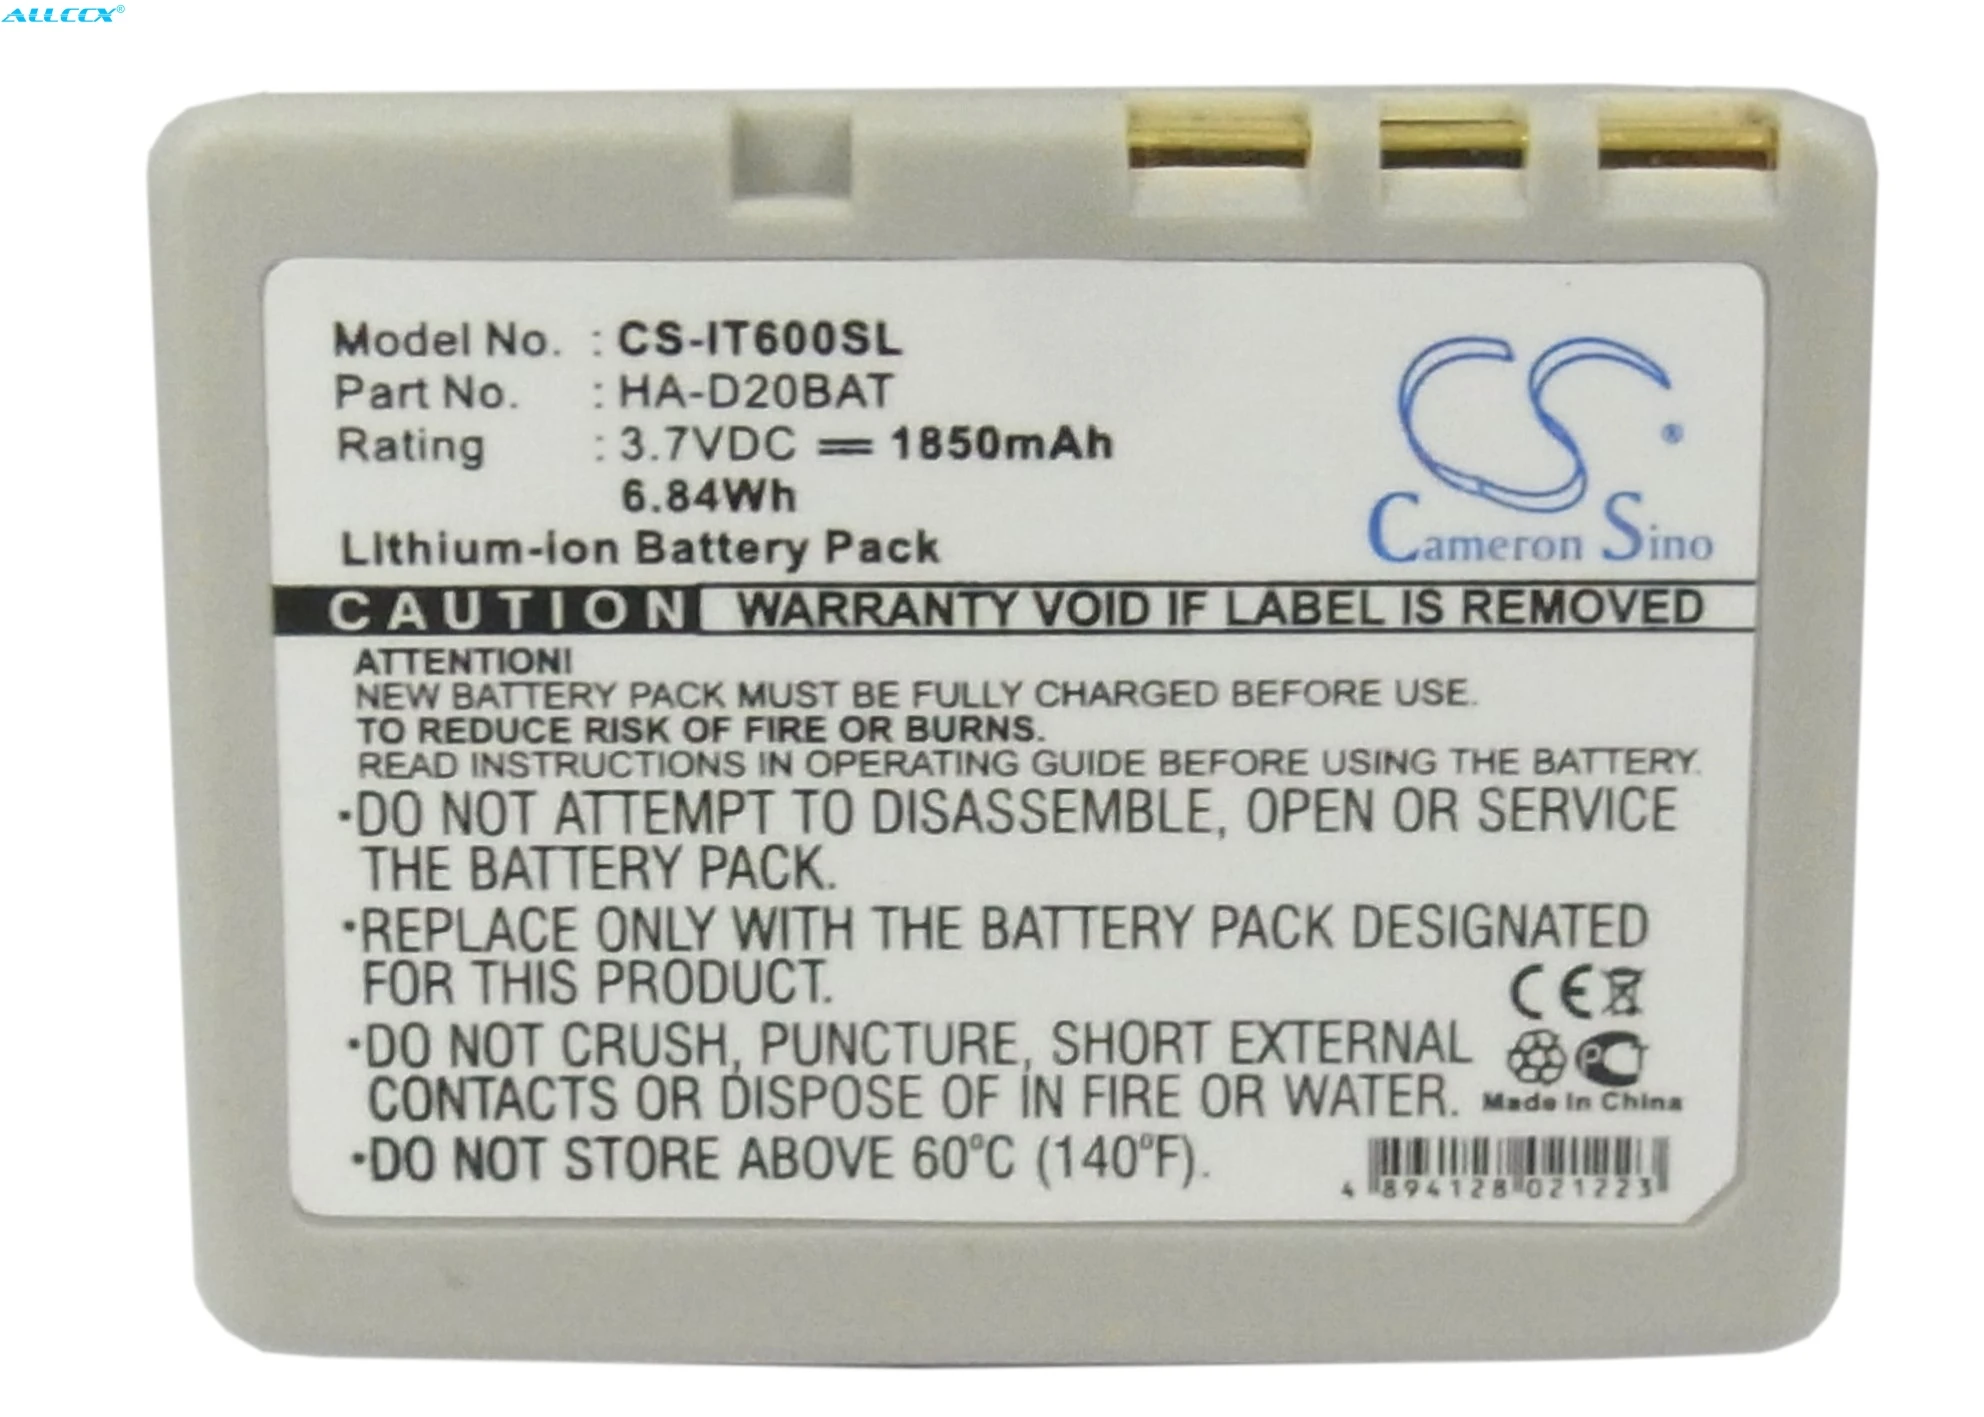 ALLCCX®
Model No. : CS-IT600SL
Part No. : HA-D20BAT
Rating : 3.7VDC ⎓ 1850mAh
6.84Wh
Lithium-ion Battery Pack
CS®
Cameron Sino
CAUTION WARRANTY VOID IF LABEL IS REMOVED
ATTENTION!
NEW BATTERY PACK MUST BE FULLY CHARGED BEFORE USE.
TO REDUCE RISK OF FIRE OR BURNS.
READ INSTRUCTIONS IN OPERATING GUIDE BEFORE USING THE BATTERY.
·DO NOT ATTEMPT TO DISASSEMBLE, OPEN OR SERVICE
THE BATTERY PACK.
·REPLACE ONLY WITH THE BATTERY PACK DESIGNATED
FOR THIS PRODUCT.
·DO NOT CRUSH, PUNCTURE, SHORT EXTERNAL
CONTACTS OR DISPOSE OF IN FIRE OR WATER.
·DO NOT STORE ABOVE 60°C (140°F).
CE
PC
Made in China
4 894128 021223